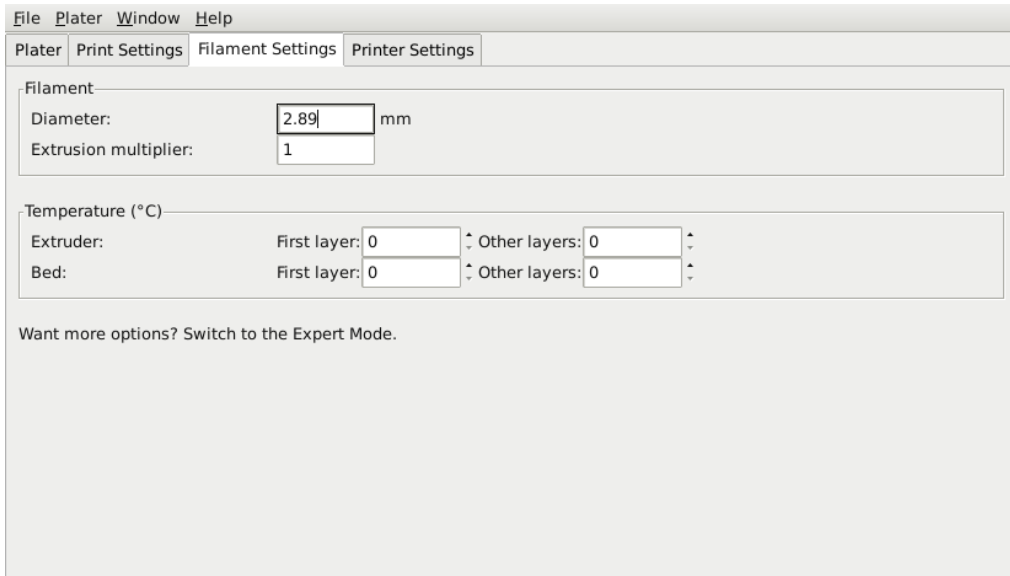 File Plater Window Help
Plater Print Settings Filament Settings Printer Settings
Filament
Diameter: 2.89 mm
Extrusion multiplier: 1
Temperature (°C)
Extruder: First layer: 0 Other layers: 0
Bed: First layer: 0 Other layers: 0
Want more options? Switch to the Expert Mode.